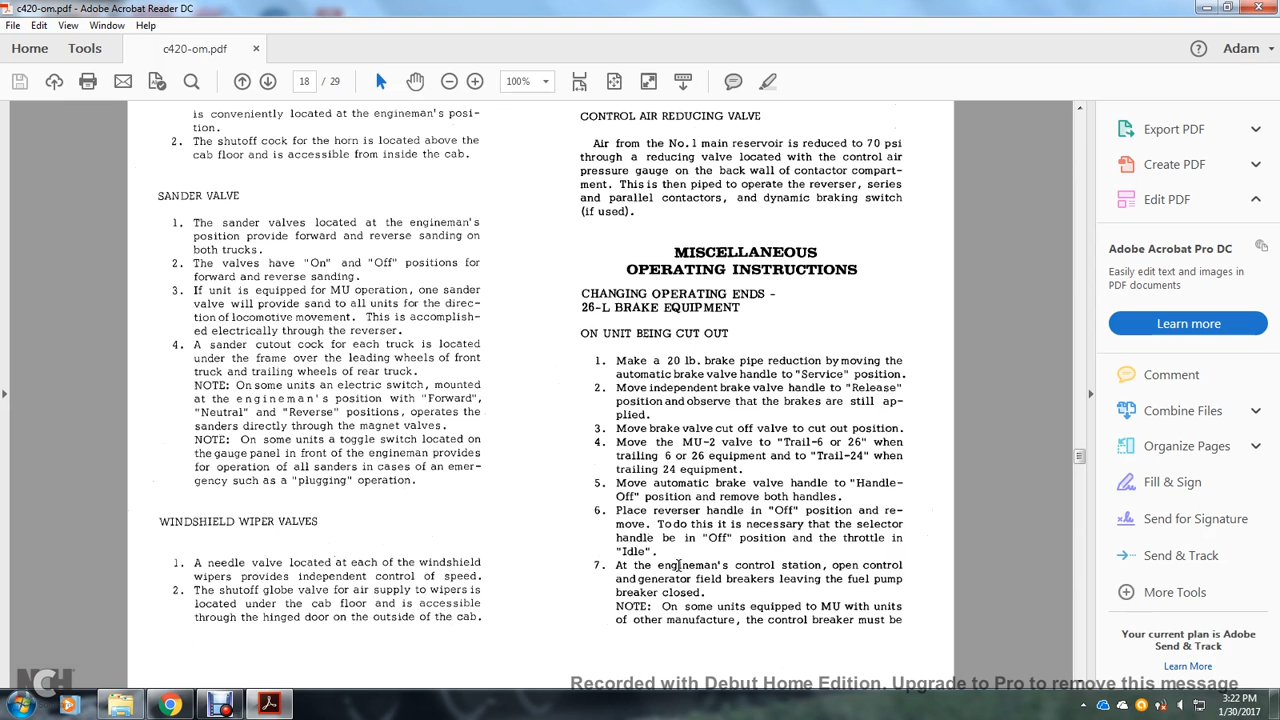 c420-om.pdf - Adobe Acrobat Reader DC
File Edit View Window Help
Home Tools c420-om.pdf × Adam
18 / 29 100%
is conveniently located at the engineman's posi-
tion.
2. The shutoff cock for the horn is located above the
cab floor and is accessible from inside the cab.
SANDER VALVE
1. The sander valves located at the engineman's
position provide forward and reverse sanding on
both trucks.
2. The valves have "On" and "Off" positions for
forward and reverse sanding.
3. If unit is equipped for MU operation, one sander
valve will provide sand to all units for the direc-
tion of locomotive movement. This is accomplish-
ed electrically through the reverser.
4. A sander cutout cock for each truck is located
under the frame over the leading wheels of front
truck and trailing wheels of rear truck.
NOTE: On some units an electric switch, mounted
at the engineman's position with "Forward",
"Neutral" and "Reverse" positions, operates the
sanders directly through the magnet valves.
NOTE: On some units a toggle switch located on
the gauge panel in front of the engineman provides
for operation of all sanders in cases of an emer-
gency such as a "plugging" operation.
WINDSHIELD WIPER VALVES
1. A needle valve located at each of the windshield
wipers provides independent control of speed.
2. The shutoff globe valve for air supply to wipers is
located under the cab floor and is accessible
through the hinged door on the outside of the cab.
CONTROL AIR REDUCING VALVE
Air from the No. 1 main reservoir is reduced to 70 psi
through a reducing valve located with the control air
pressure gauge on the back wall of contactor compart-
ment. This is then piped to operate the reverser, series
and parallel contactors, and dynamic braking switch
(if used).
MISCELLANEOUS
OPERATING INSTRUCTIONS
CHANGING OPERATING ENDS -
26-L BRAKE EQUIPMENT
ON UNIT BEING CUT OUT
1. Make a 20 lb. brake pipe reduction by moving the
automatic brake valve handle to "Service" position.
2. Move independent brake valve handle to "Release"
position and observe that the brakes are still ap-
plied.
3. Move brake valve cut off valve to cut out position.
4. Move the MU-2 valve to "Trail-6 or 26" when
trailing 6 or 26 equipment and to "Trail-24" when
trailing 24 equipment.
5. Move automatic brake valve handle to "Handle-
Off" position and remove both handles.
6. Place reverser handle in "Off" position and re-
move. To do this it is necessary that the selector
handle be in "Off" position and the throttle in
"Idle".
7. At the engineman's control station, open control
and generator field breakers leaving the fuel pump
breaker closed.
NOTE: On some units equipped to MU with units
of other manufacture, the control breaker must be
Export PDF
Create PDF
Edit PDF
Adobe Acrobat Pro DC
Easily edit text and images in
PDF documents
Learn more
Comment
Combine Files
Organize Pages
Fill & Sign
Send for Signature
Send & Track
More Tools
Your current plan is Adobe
Send & Track
Learn More
NCH
Recorded with Debut Home Edition. Upgrade to Pro to remove this message
3:22 PM
1/30/2017